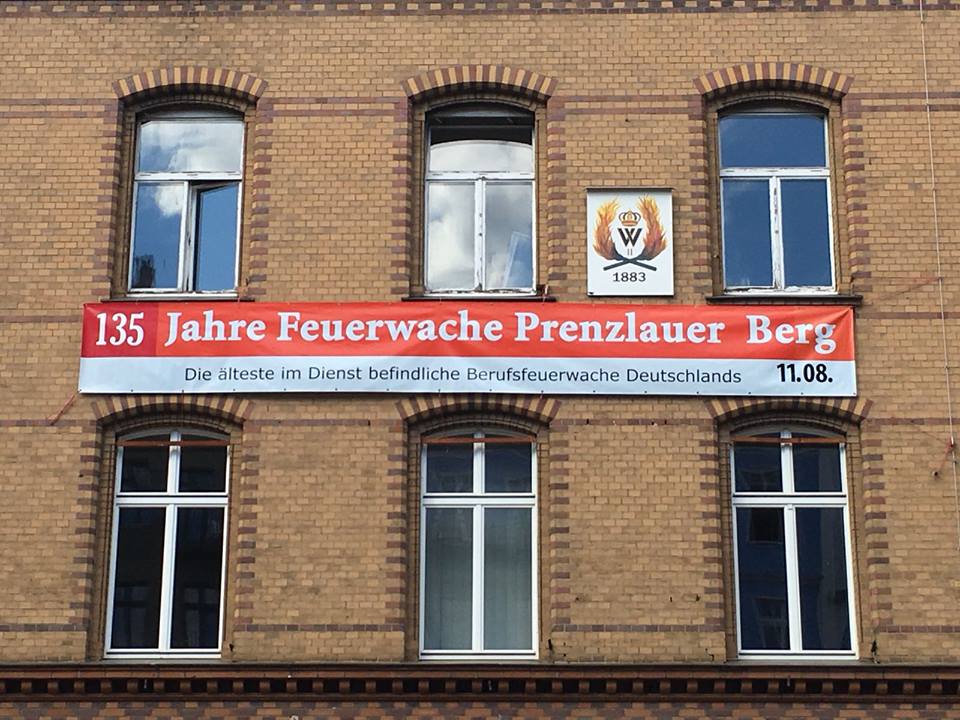 W
II
1883
135 Jahre Feuerwache Prenzlauer Berg
Die älteste im Dienst befindliche Berufsfeuerwache Deutschlands 11.08.